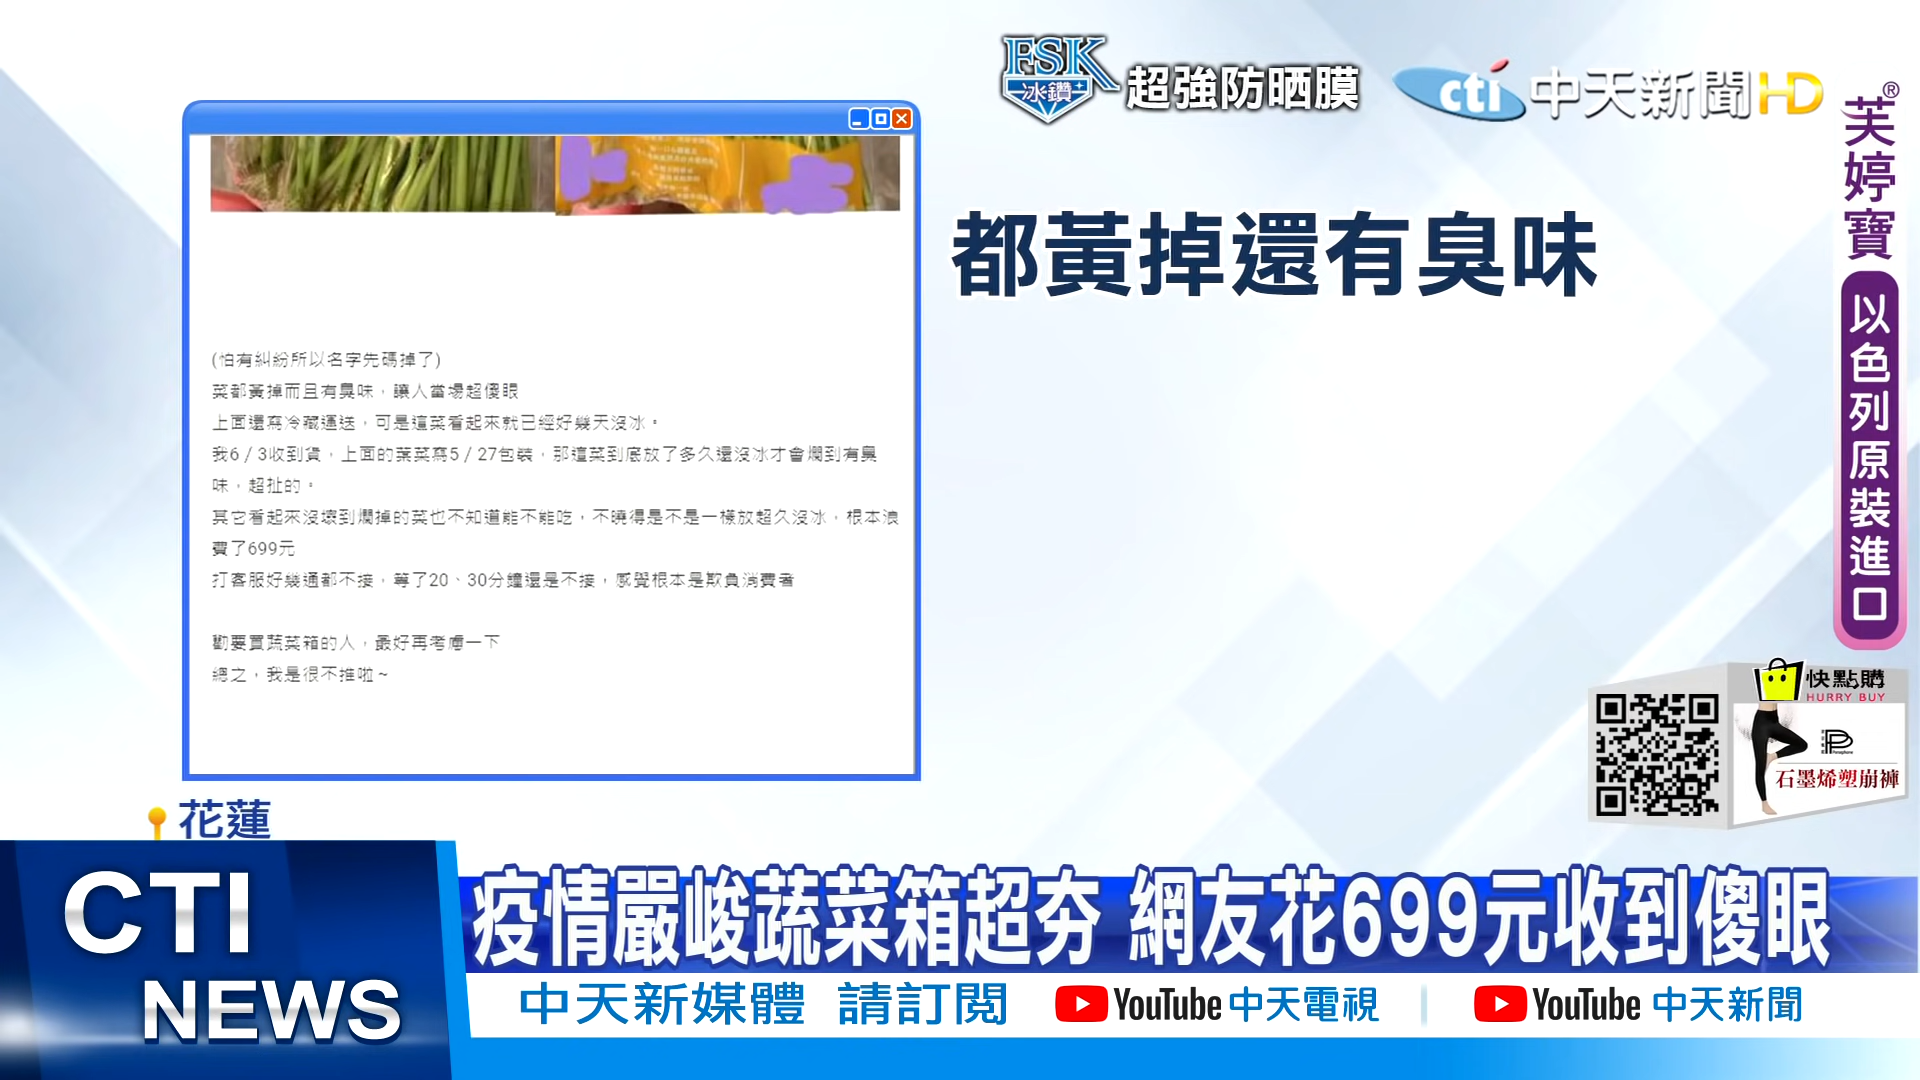 FSK
冰鑽
超強防晒膜
cti 中天新聞HD
芙婷寶®
以色列原裝進口
都黃掉還有臭味
(怕有糾紛所以名字先碼掉了)
菜都黃掉而且有臭味，讓人當場超傻眼
上面還寫冷藏運送，可是這菜看起來就已經好幾天沒冰。
我6/3收到貨，上面的葉菜寫5/27包裝，那這菜到底放了多久還沒冰才會爛到有臭
味，超扯的。
其它看起來沒壞到爛掉的菜也不知道能不能吃，不曉得是不是一樣放超久沒冰，根本浪
費了699元
打客服好幾通都不接，等了20、30分鐘還是不接，感覺根本是欺負消費者
勸要買蔬菜箱的人，最好再考慮一下
總之，我是很不推啦~
快點購
HURRY BUY
石墨烯塑崩褲
花蓮
CTI
NEWS
疫情嚴峻蔬菜箱超夯 網友花699元收到傻眼
中天新媒體 請訂閱 YouTube 中天電視 | YouTube 中天新聞